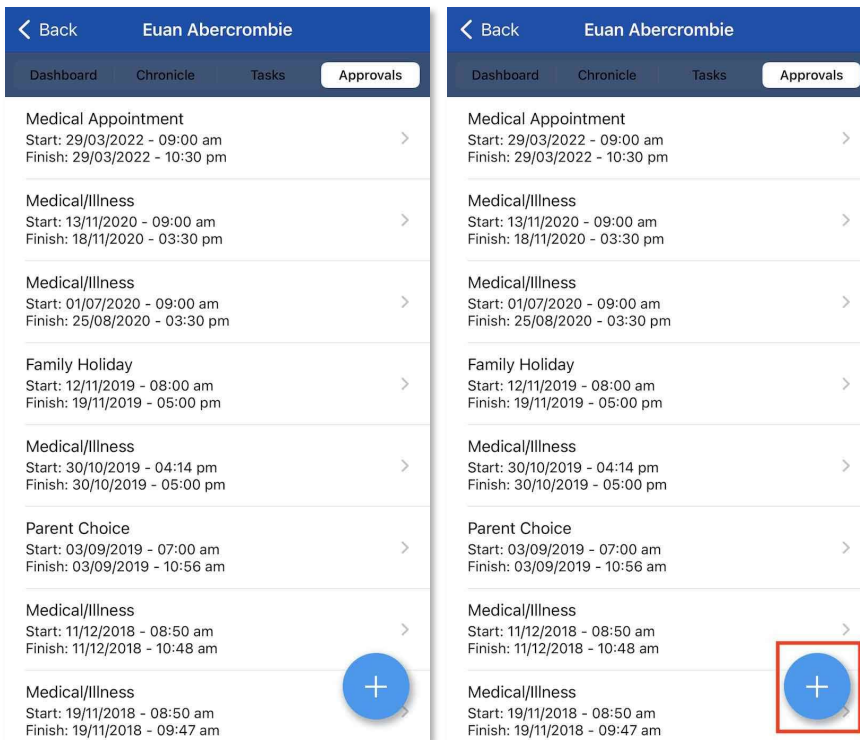 Back
Euan Abercrombie
Dashboard Chronicle Tasks Approvals
Medical Appointment
Start: 29/03/2022 - 09:00 am
Finish: 29/03/2022 - 10:30 pm
Medical/Illness
Start: 13/11/2020 - 09:00 am
Finish: 18/11/2020 - 03:30 pm
Medical/Illness
Start: 01/07/2020 - 09:00 am
Finish: 25/08/2020 - 03:30 pm
Family Holiday
Start: 12/11/2019 - 08:00 am
Finish: 19/11/2019 - 05:00 pm
Medical/Illness
Start: 30/10/2019 - 04:14 pm
Finish: 30/10/2019 - 05:00 pm
Parent Choice
Start: 03/09/2019 - 07:00 am
Finish: 03/09/2019 - 10:56 am
Medical/Illness
Start: 11/12/2018 - 08:50 am
Finish: 11/12/2018 - 10:48 am
Medical/Illness
Start: 19/11/2018 - 08:50 am
Finish: 19/11/2018 - 09:47 am
Back
Euan Abercrombie
Dashboard Chronicle Tasks Approvals
Medical Appointment
Start: 29/03/2022 - 09:00 am
Finish: 29/03/2022 - 10:30 pm
Medical/Illness
Start: 13/11/2020 - 09:00 am
Finish: 18/11/2020 - 03:30 pm
Medical/Illness
Start: 01/07/2020 - 09:00 am
Finish: 25/08/2020 - 03:30 pm
Family Holiday
Start: 12/11/2019 - 08:00 am
Finish: 19/11/2019 - 05:00 pm
Medical/Illness
Start: 30/10/2019 - 04:14 pm
Finish: 30/10/2019 - 05:00 pm
Parent Choice
Start: 03/09/2019 - 07:00 am
Finish: 03/09/2019 - 10:56 am
Medical/Illness
Start: 11/12/2018 - 08:50 am
Finish: 11/12/2018 - 10:48 am
Medical/Illness
Start: 19/11/2018 - 08:50 am
Finish: 19/11/2018 - 09:47 am